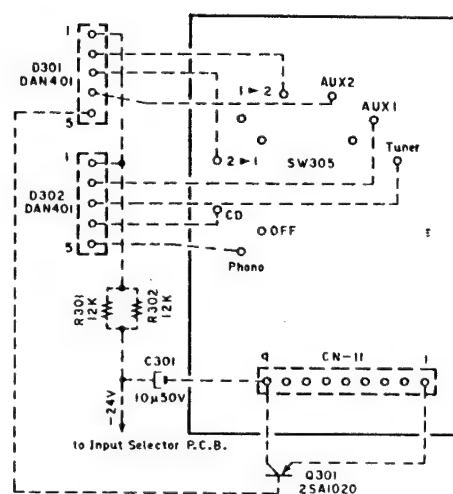 1
D301
DAN401
5
1
D302
DAN401
5
1 ► 2
AUX2
AUX1
Tuner
2 ► 1
SW305
CD
OFF
Phono
R301
12K
R302
12K
C301
10μ50V
-24V
to Input Selector P.C.B.
9
CN-11
1
Q301
2SA1020